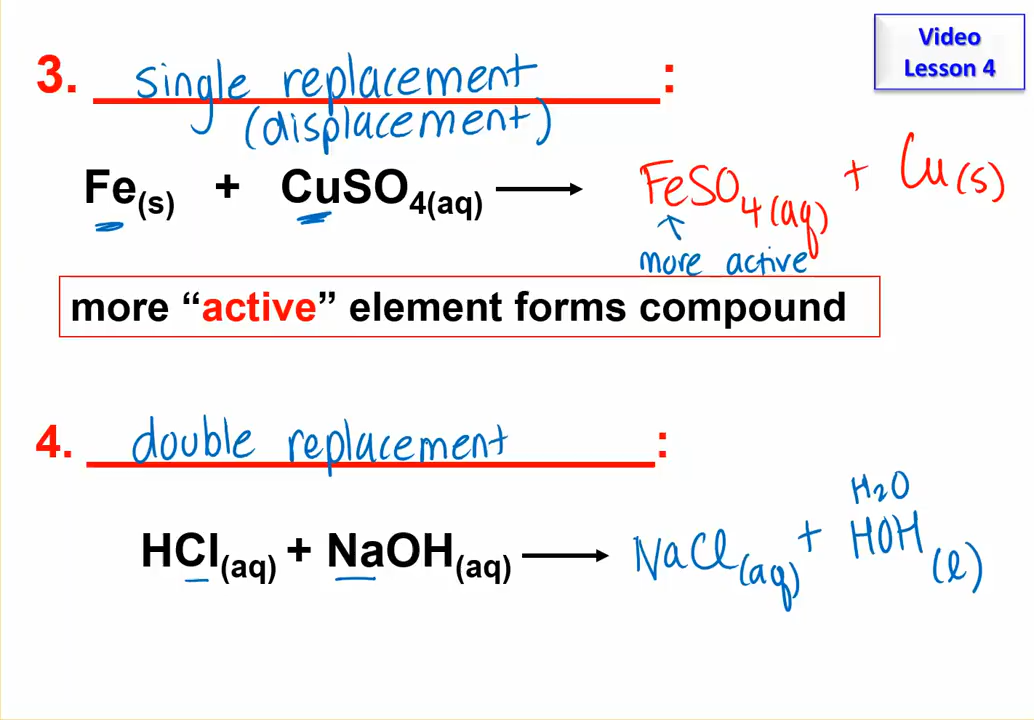 Video
Lesson 4
3. single replacement :
(displacement)
Fe(s) + CuSO4(aq) → FeSO4(aq) + Cu(s)
↑
more active
more “active” element forms compound
4. double replacement :
H2O
HCl(aq) + NaOH(aq) → NaCl(aq) + HOH(l)